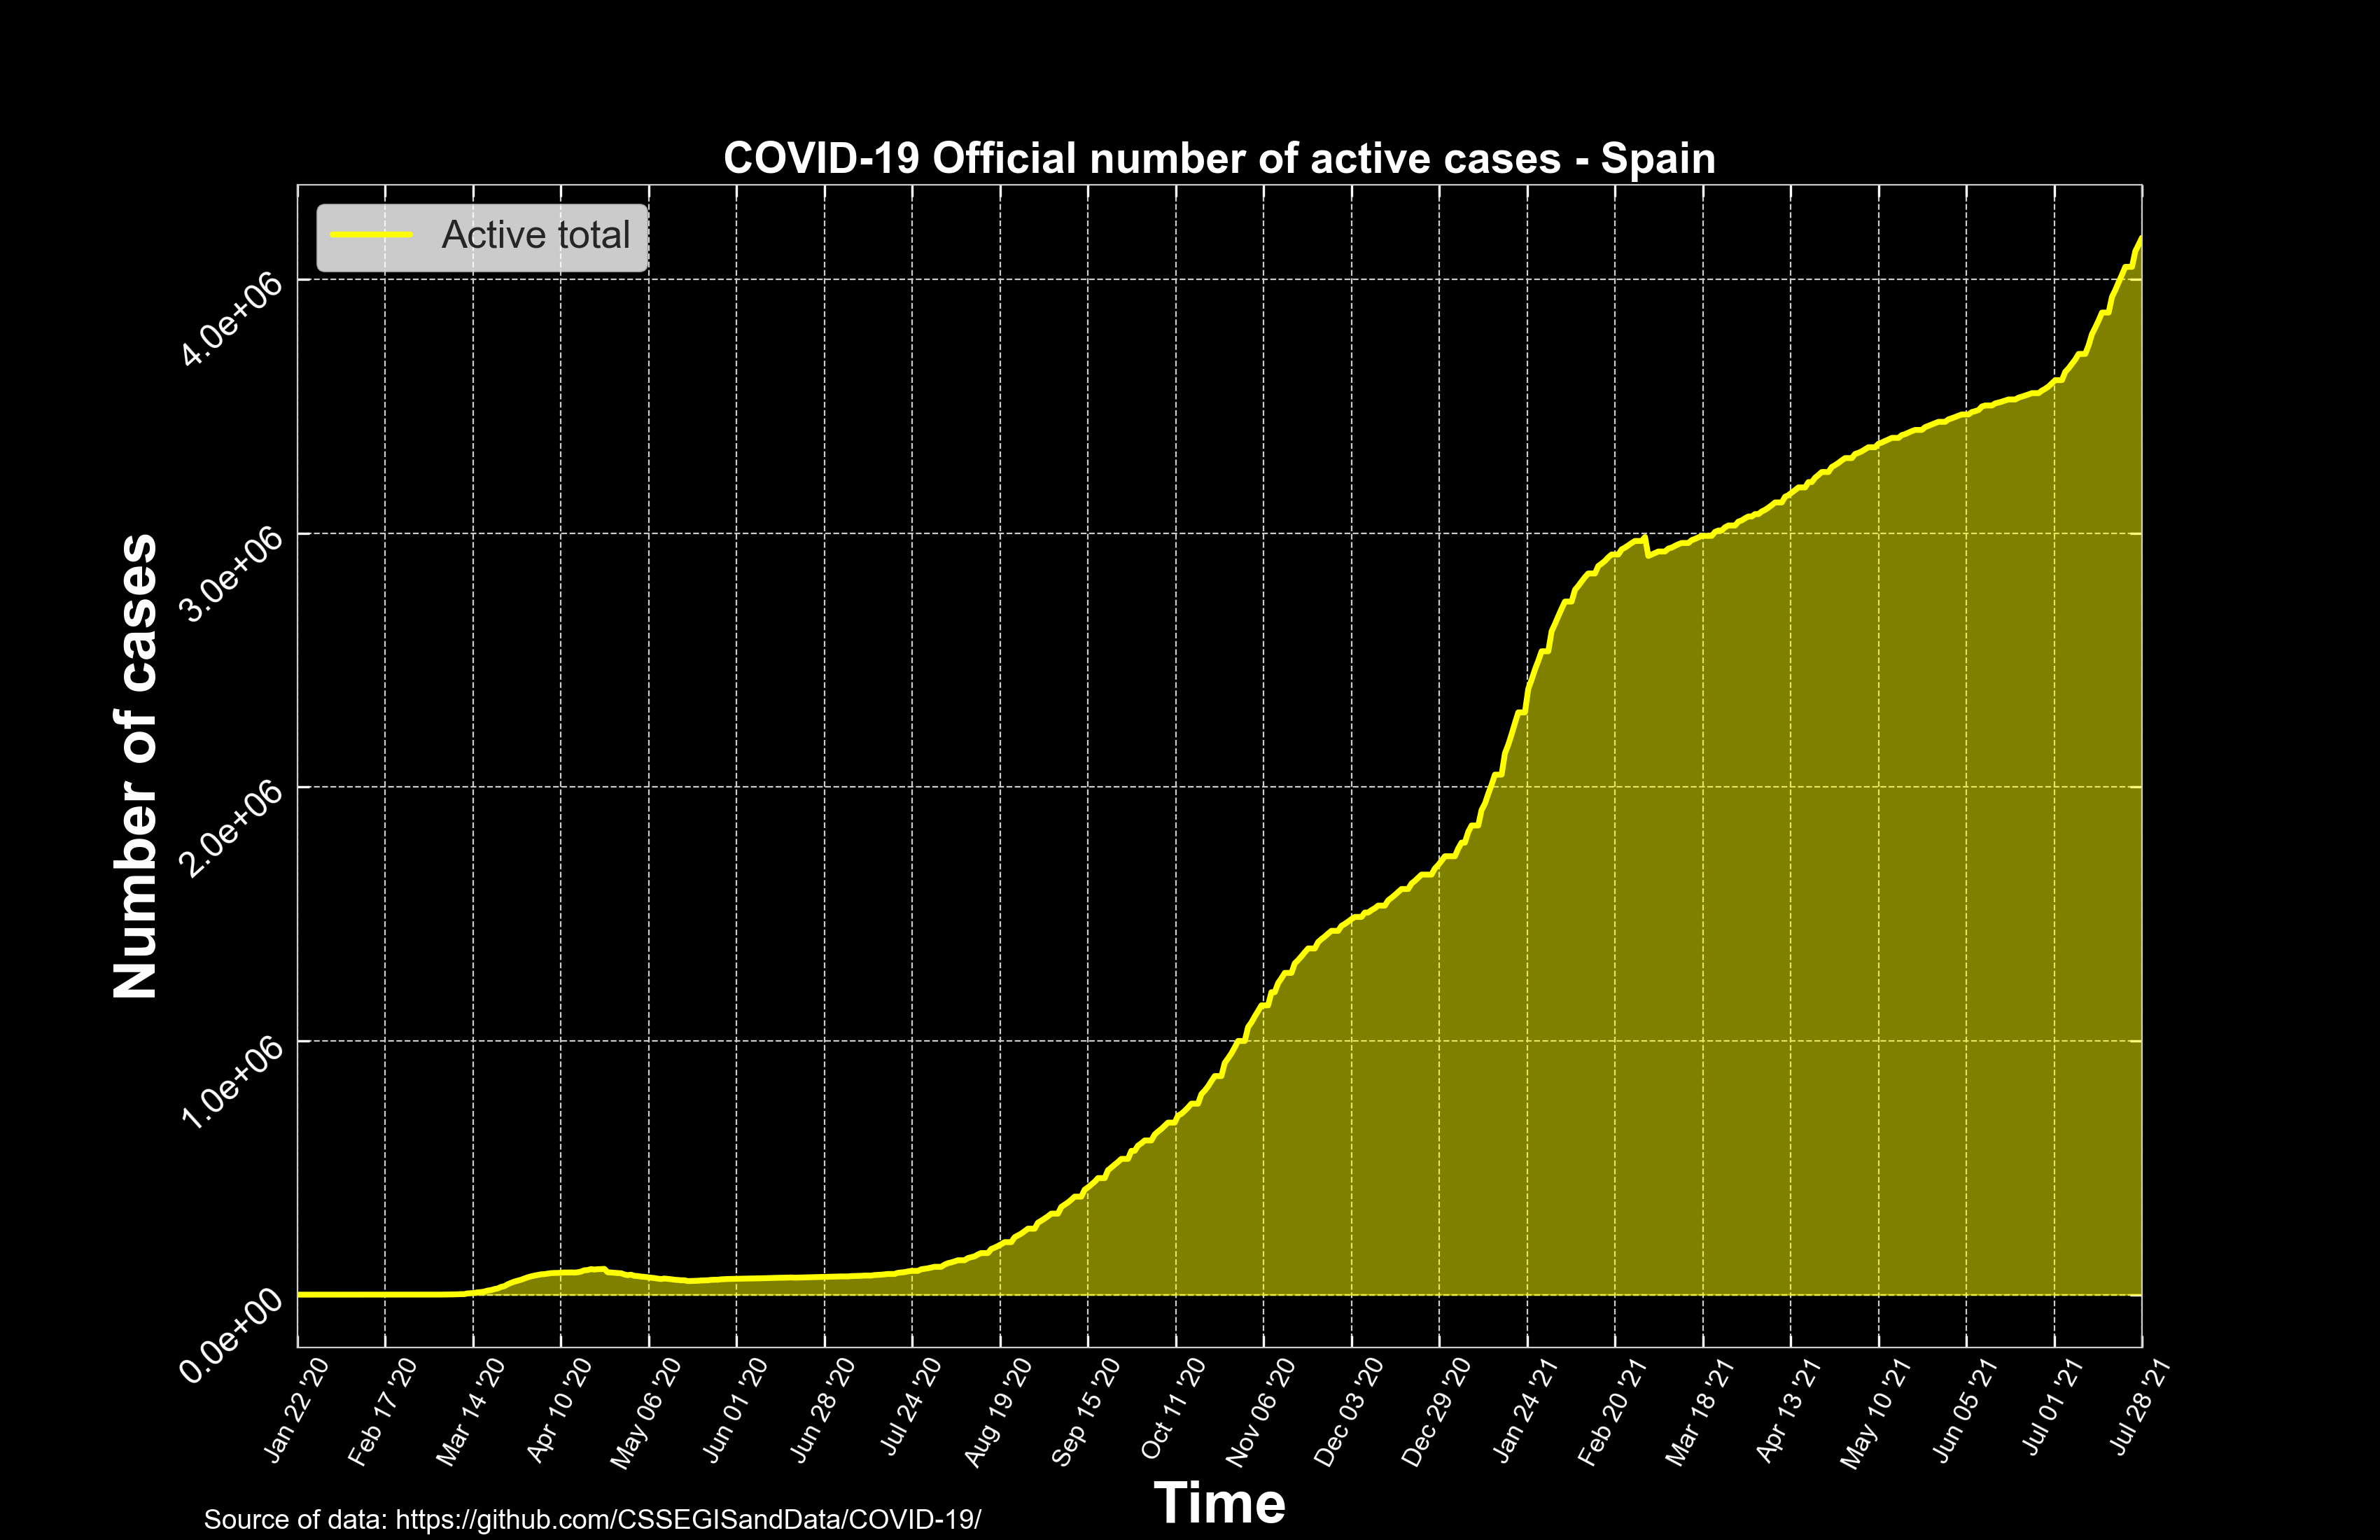 COVID-19 Official number of active cases - Spain
Active total
Number of cases
4.0e+06
3.0e+06
2.0e+06
1.0e+06
0.0e+00
Jan 22 '20
Feb 17 '20
Mar 14 '20
Apr 10 '20
May 06 '20
Jun 01 '20
Jun 28 '20
Jul 24 '20
Aug 19 '20
Sep 15 '20
Oct 11 '20
Nov 06 '20
Dec 03 '20
Dec 29 '20
Jan 24 '21
Feb 20 '21
Mar 18 '21
Apr 13 '21
May 10 '21
Jun 05 '21
Jul 01 '21
Jul 28 '21
Time
Source of data: https://github.com/CSSEGISandData/COVID-19/